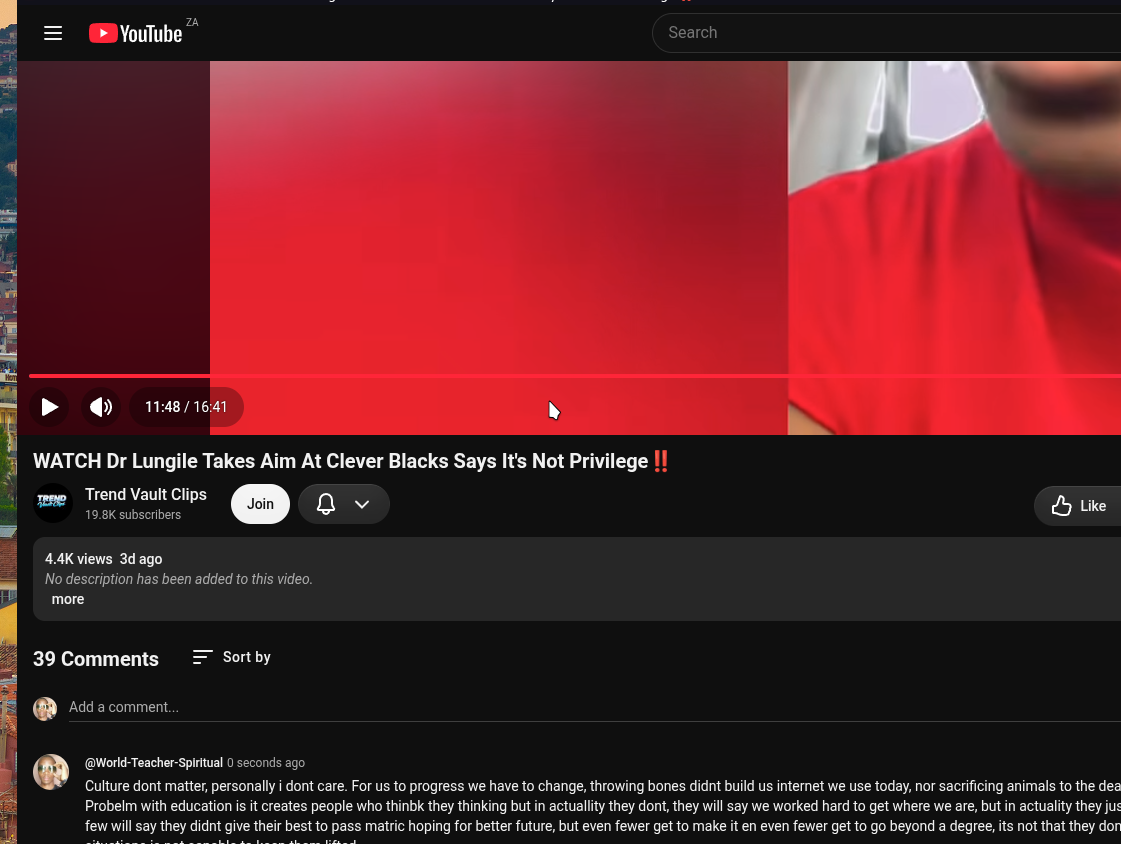 YouTube ZA
Search
11:48 / 16:41
WATCH Dr Lungile Takes Aim At Clever Blacks Says It's Not Privilege‼️
TREND
Vault Clips
Trend Vault Clips
19.8K subscribers
Join
Like
4.4K views 3d ago
No description has been added to this video.
more
39 Comments
Sort by
Add a comment...
@World-Teacher-Spiritual 0 seconds ago
Culture dont matter, personally i dont care. For us to progress we have to change, throwing bones didnt build us internet we use today, nor sacrificing animals to the dea
Probelm with education is it creates people who thinbk they thinking but in actuallity they dont, they will say we worked hard to get where we are, but in actuality they jus
few will say they didnt give their best to pass matric hoping for better future, but even fewer get to make it en even fewer get to go beyond a degree, its not that they don